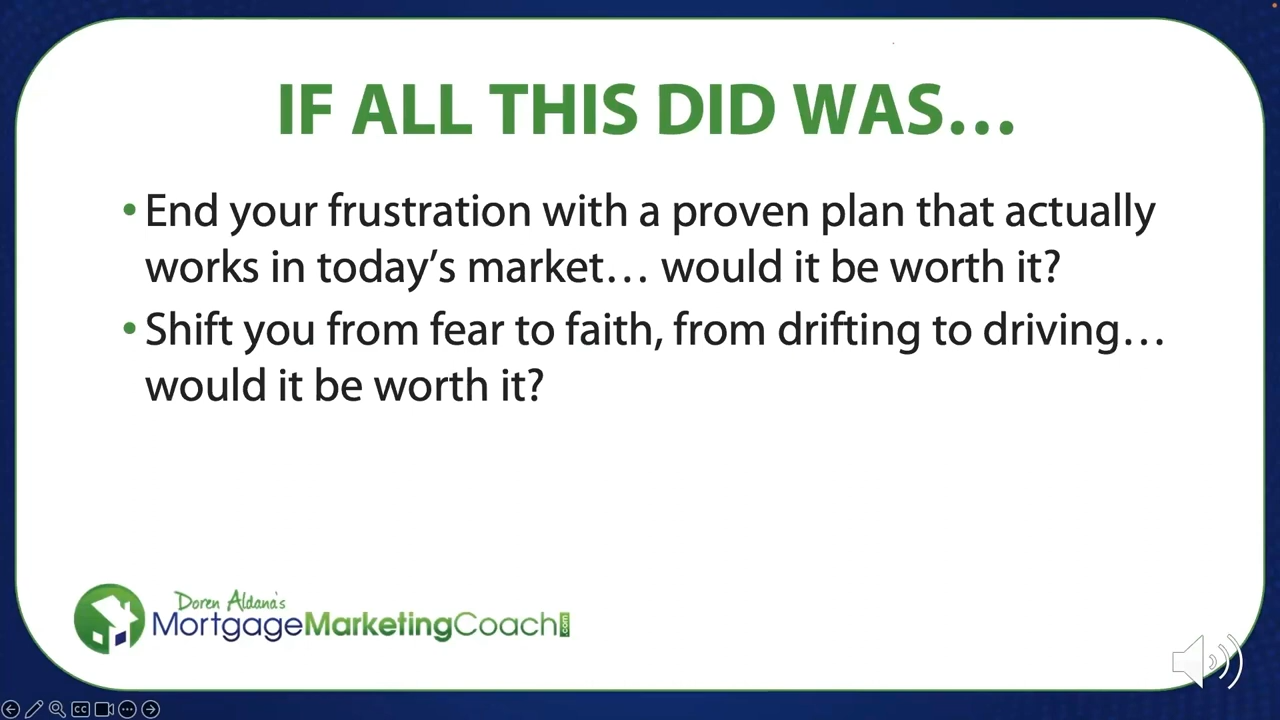 IF ALL THIS DID WAS…
•End your frustration with a proven plan that actually
works in today’s market… would it be worth it?
•Shift you from fear to faith, from drifting to driving…
would it be worth it?
Doren Aldana's
MortgageMarketingCoach.com
CC